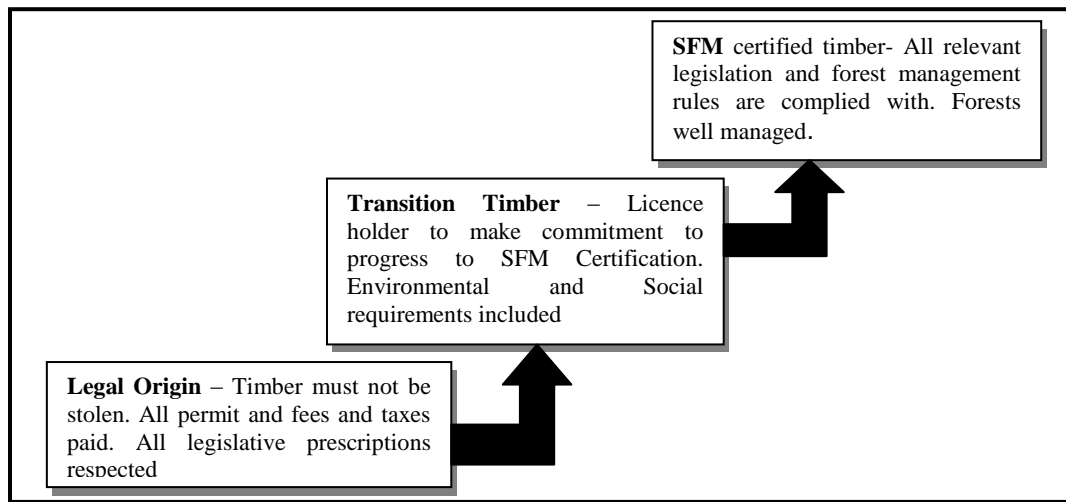 SFM certified timber- All relevant
legislation and forest management
rules are complied with. Forests
well managed.
Transition Timber – Licence
holder to make commitment to
progress to SFM Certification.
Environmental and Social
requirements included
Legal Origin – Timber must not be
stolen. All permit and fees and taxes
paid. All legislative prescriptions
respected